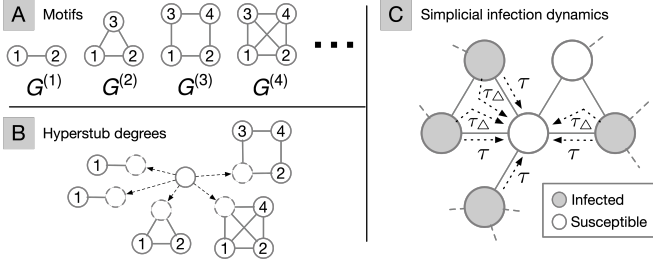 A Motifs
3
3 4
3 4
1 2
1 2
1 2
1 2
...
G(1) G(2) G(3) G(4)
B Hyperstub degrees
3 4
1
2
1
4
1 2
1 2
C Simplicial infection dynamics
τ△ τ
τ△ τ△
τ τ
τ
Infected
Susceptible